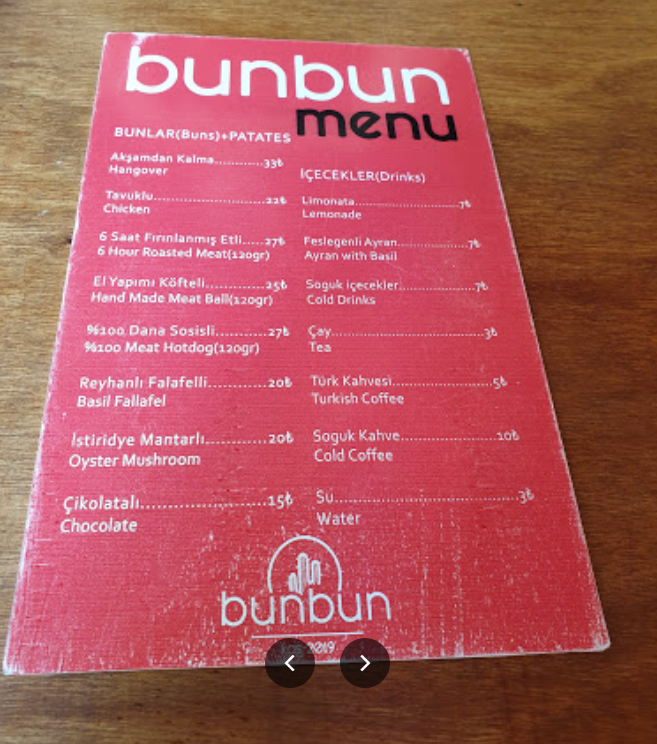 bunbun
menu
BUNLAR(Buns)+PATATES
Akşamdan Kalma.............33₺
Hangover
Tavuklu...............................22₺
Chicken
6 Saat Fırınlanmış Etli.....27₺
6 Hour Roasted Meat(120gr)
El Yapımı Köfteli...............25₺
Hand Made Meat Ball(120gr)
%100 Dana Sosisli...........27₺
%100 Meat Hotdog(120gr)
Reyhanlı Falafelli............20₺
Basil Fallafel
İstiridye Mantarlı............20₺
Oyster Mushroom
Çikolatalı.......................15₺
Chocolate
İÇECEKLER(Drinks)
Limonata............................7₺
Lemonade
Feslegenli Ayran...................7₺
Ayran with Basil
Soguk içecekler....................7₺
Cold Drinks
Çay.......................................3₺
Tea
Türk Kahvesi.........................5₺
Turkish Coffee
Soguk Kahve........................10₺
Cold Coffee
Su..........................................3₺
Water
bunbun
2019